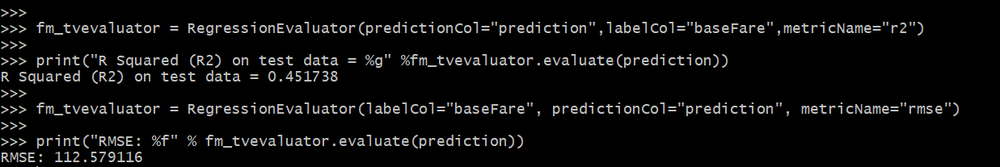 >>>
>>> fm_tvevaluator = RegressionEvaluator(predictionCol="prediction",labelCol="baseFare",metricName="r2")
>>>
>>> print("R Squared (R2) on test data = %g" %fm_tvevaluator.evaluate(prediction))
R Squared (R2) on test data = 0.451738
>>>
>>> fm_tvevaluator = RegressionEvaluator(labelCol="baseFare", predictionCol="prediction", metricName="rmse")
>>>
>>> print("RMSE: %f" % fm_tvevaluator.evaluate(prediction))
RMSE: 112.579116